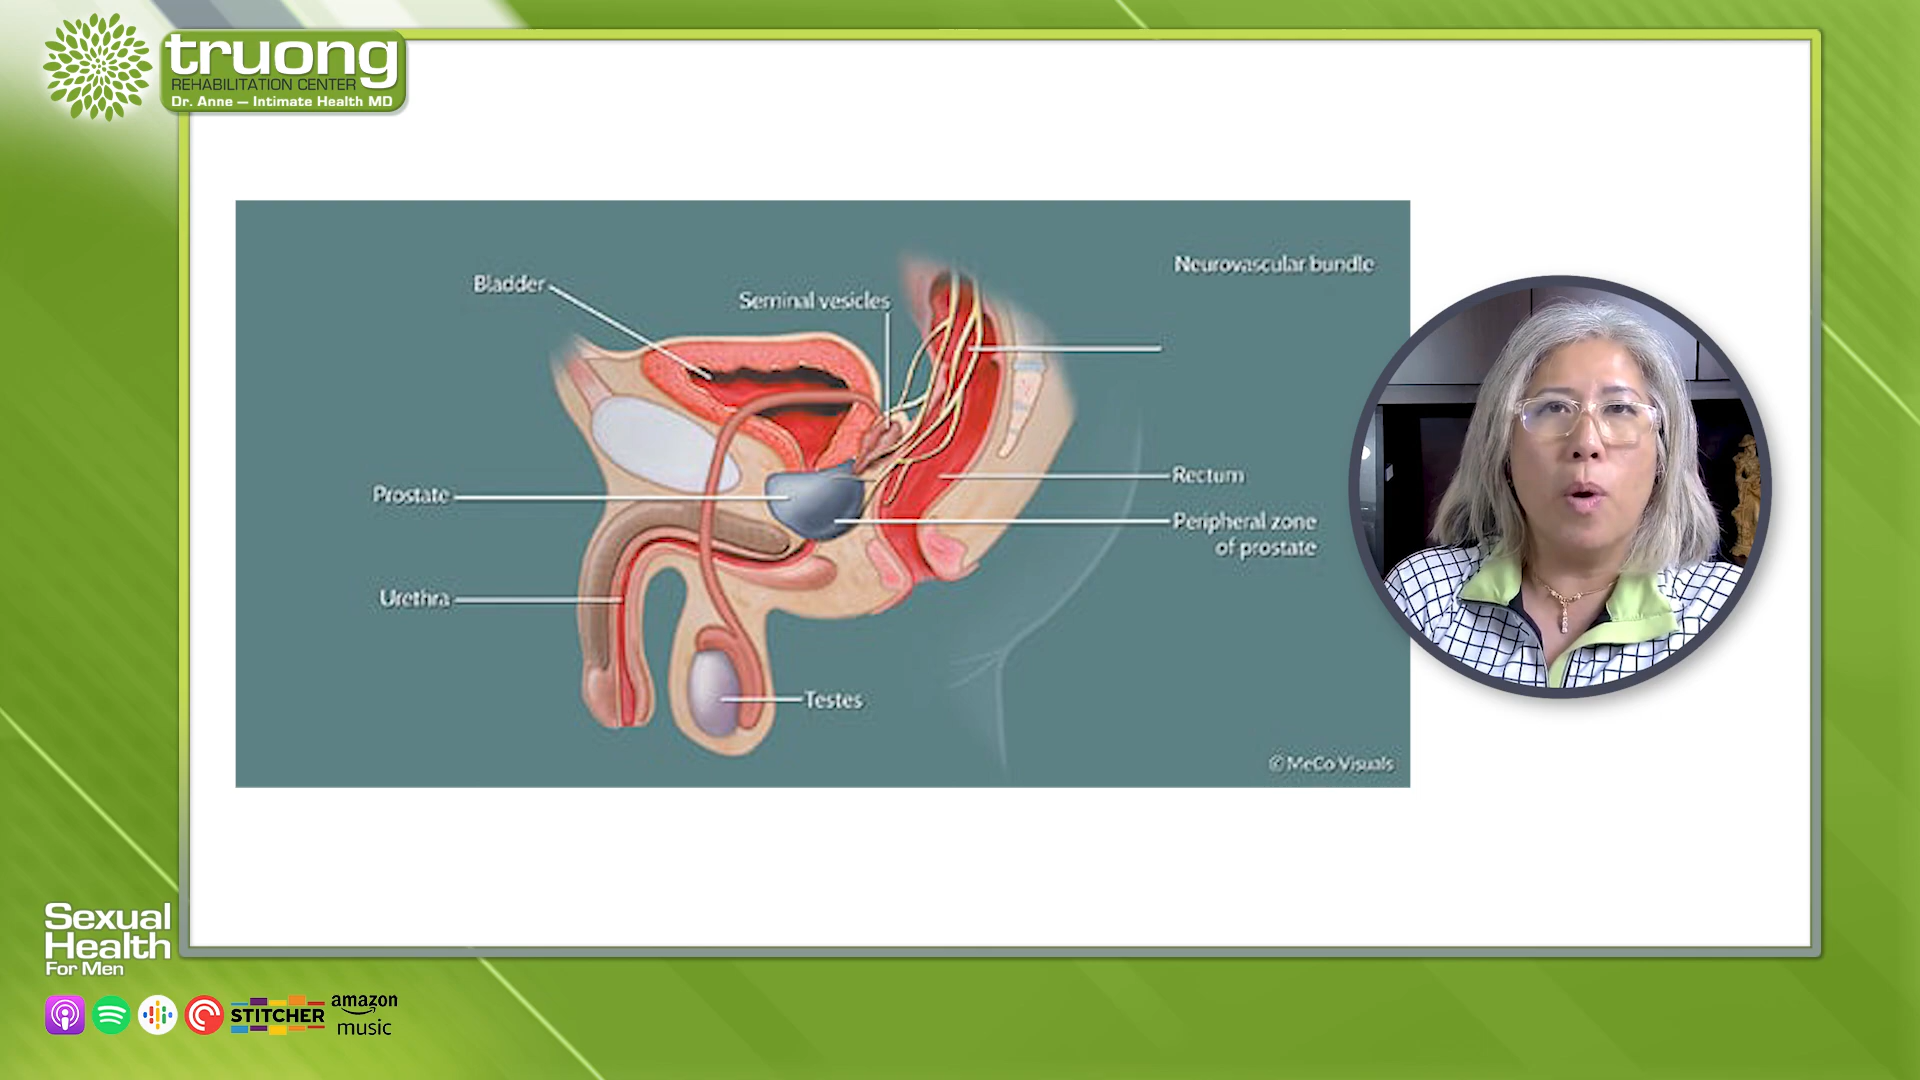 truong
REHABILITATION CENTER
Dr. Anne – Intimate Health MD
Neurovascular bundle
Bladder
Seminal vesicles
Rectum
Prostate
Peripheral zone
of prostate
Urethra
Testes
© MeCo Visuals
Sexual
Health
For Men
STITCHER
amazon
music